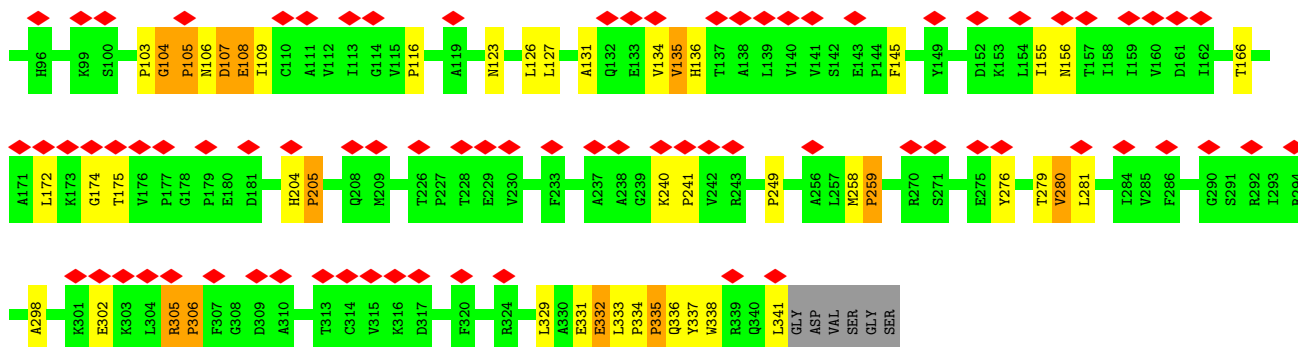 H96 K99 S100 P103 G104 P105 N106 D107 E108 I109 C110 A111 V112 I113 G114 V115 P116 A119 N123 L126 L127 A131 Q132 E133 V134 V135 H136 T137 A138 L139 V140 V141 S142 E143 P144 F145 Y149 D152 K153 L154 I155 N156 T157 I158 I159 V160 D161 I162 T166
A171 L172 K173 G174 T175 V176 P177 G178 P179 E180 D181 H204 P205 Q208 M209 T226 P227 T228 E229 V230 F233 A237 A238 G239 K240 P241 V242 R243 P249 A256 L257 M258 P259 R270 S271 E275 Y276 T279 V280 L281 I284 V285 F286 G290 S291 R292 I293
A298 K301 E302 K303 L304 R305 P306 F307 G308 D309 A310 T313 C314 V315 K316 D317 F320 R324 L329 A330 E331 E332 L333 P334 P335 Q336 Y337 W338 R339 Q340 L341 GLY ASP VAL SER GLY SER